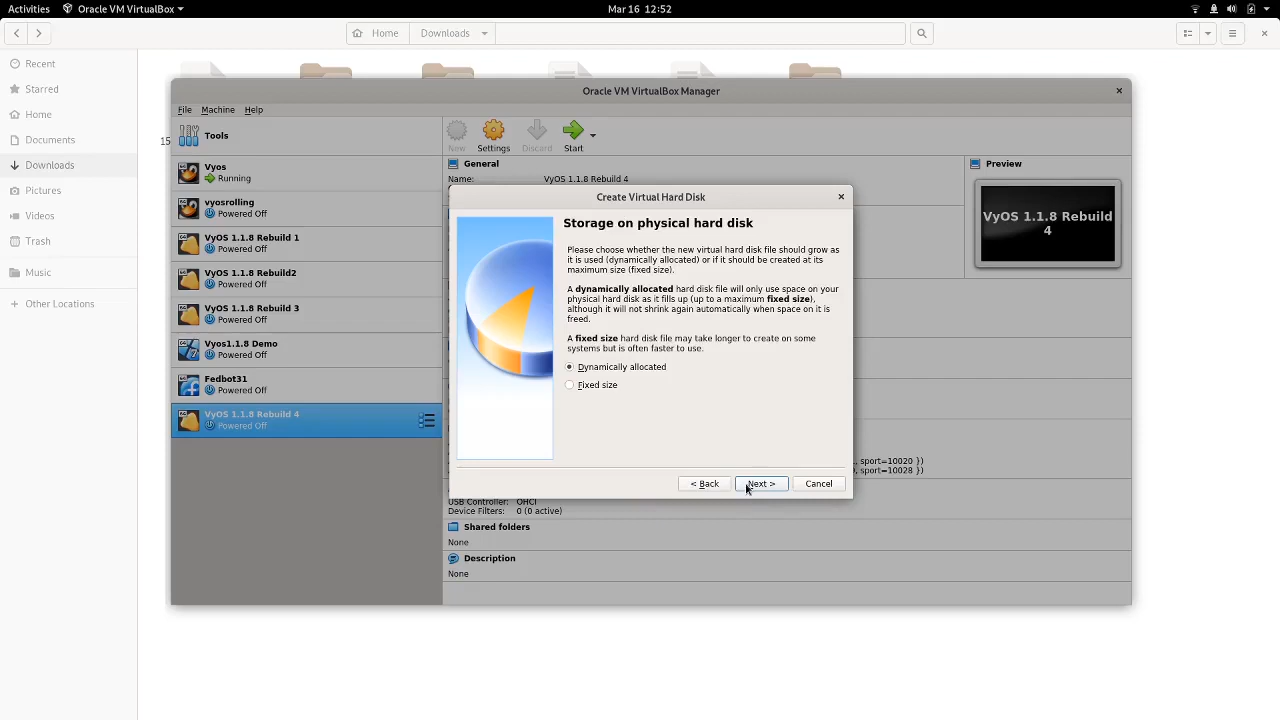 Activities
Oracle VM VirtualBox
Mar 16 12:52
Home
Downloads
Recent
Starred
Home
Documents
Downloads
Pictures
Videos
Trash
Music
Other Locations
15
Oracle VM VirtualBox Manager
File Machine Help
Tools
New
Settings
Discard
Start
Vyos
Running
vyosrolling
Powered Off
VyOS 1.1.8 Rebuild 1
Powered Off
VyOS 1.1.8 Rebuild2
Powered Off
VyOS 1.1.8 Rebuild 3
Powered Off
Vyos1.1.8 Demo
Powered Off
Fedbot31
Powered Off
VyOS 1.1.8 Rebuild 4
Powered Off
General
Name: VyOS 1.1.8 Rebuild 4
Preview
VyOS 1.1.8 Rebuild
4
Create Virtual Hard Disk
Storage on physical hard disk
Please choose whether the new virtual hard disk file should grow as
it is used (dynamically allocated) or if it should be created at its
maximum size (fixed size).
A dynamically allocated hard disk file will only use space on your
physical hard disk as it fills up (up to a maximum fixed size),
although it will not shrink again automatically when space on it is
freed.
A fixed size hard disk file may take longer to create on some
systems but is often faster to use.
Dynamically allocated
Fixed size
< Back
Next >
Cancel
, sport=10020 })
, sport=10028 })
USB Controller: OHCI
Device Filters: 0 (0 active)
Shared folders
None
Description
None